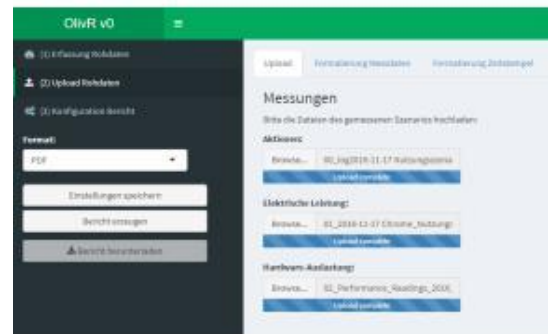 OlivR v0
(1) Erfassung Rohdaten
(2) Upload Rohdaten
(3) Konfiguration Bericht
Format:
PDF
Einstellungen speichern
Bericht erzeugen
Bericht herunterladen
Upload
Formatierung Messdaten
Formatierung Zeitstempel
Messungen
Bitte die Dateien des gemessenen Szenarios hochladen:
Aktionen:
Browse...
Upload complete
Elektrische Leistung:
Browse...
Upload complete
Hardware-Auslastung:
Browse... 02_Performance_Readings_2016_
Upload complete